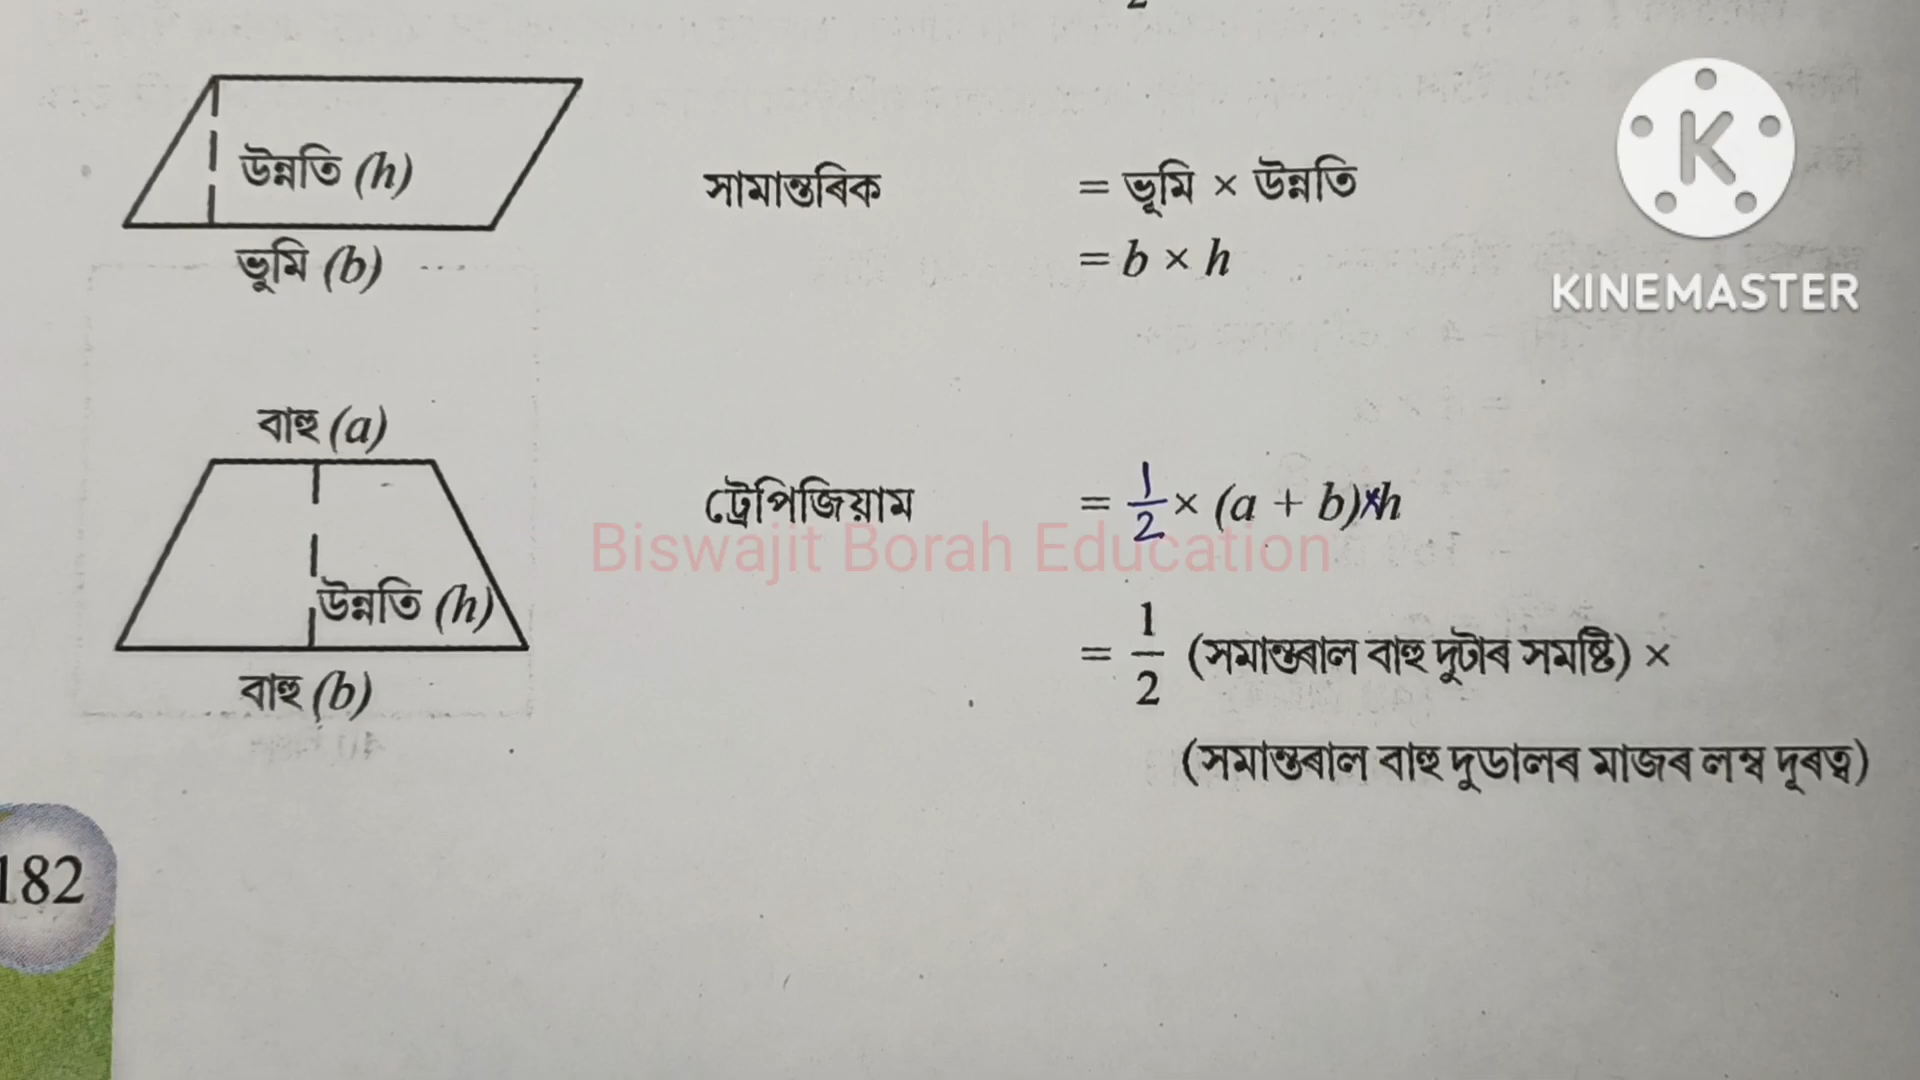 উন্নতি (h)
ভূমি (b)
সামান্তৰিক = ভূমি × উন্নতি
= b × h
KINEMASTER
বাহু (a)
ট্ৰেপিজিয়াম = 1/2 × (a + b)×h
Biswajit Borah Education
উন্নতি (h)
= 1/2 (সমান্তৰাল বাহু দুটাৰ সমষ্টি) ×
বাহু (b)
(সমান্তৰাল বাহু দুডালৰ মাজৰ লম্ব দূৰত্ব)
182